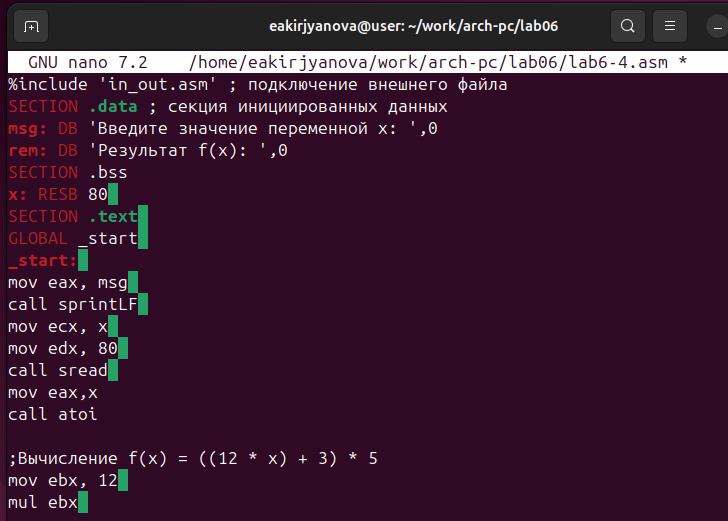 eakirjyanova@user: ~/work/arch-pc/lab06
GNU nano 7.2 /home/eakirjyanova/work/arch-pc/lab06/lab6-4.asm *
%include 'in_out.asm' ; подключение внешнего файла
SECTION .data ; секция инициированных данных
msg: DB 'Введите значение переменной x: ',0
rem: DB 'Результат f(x): ',0
SECTION .bss
x: RESB 80
SECTION .text
GLOBAL _start
_start:
mov eax, msg
call sprintLF
mov ecx, x
mov edx, 80
call sread
mov eax,x
call atoi
;Вычисление f(x) = ((12 * x) + 3) * 5
mov ebx, 12
mul ebx